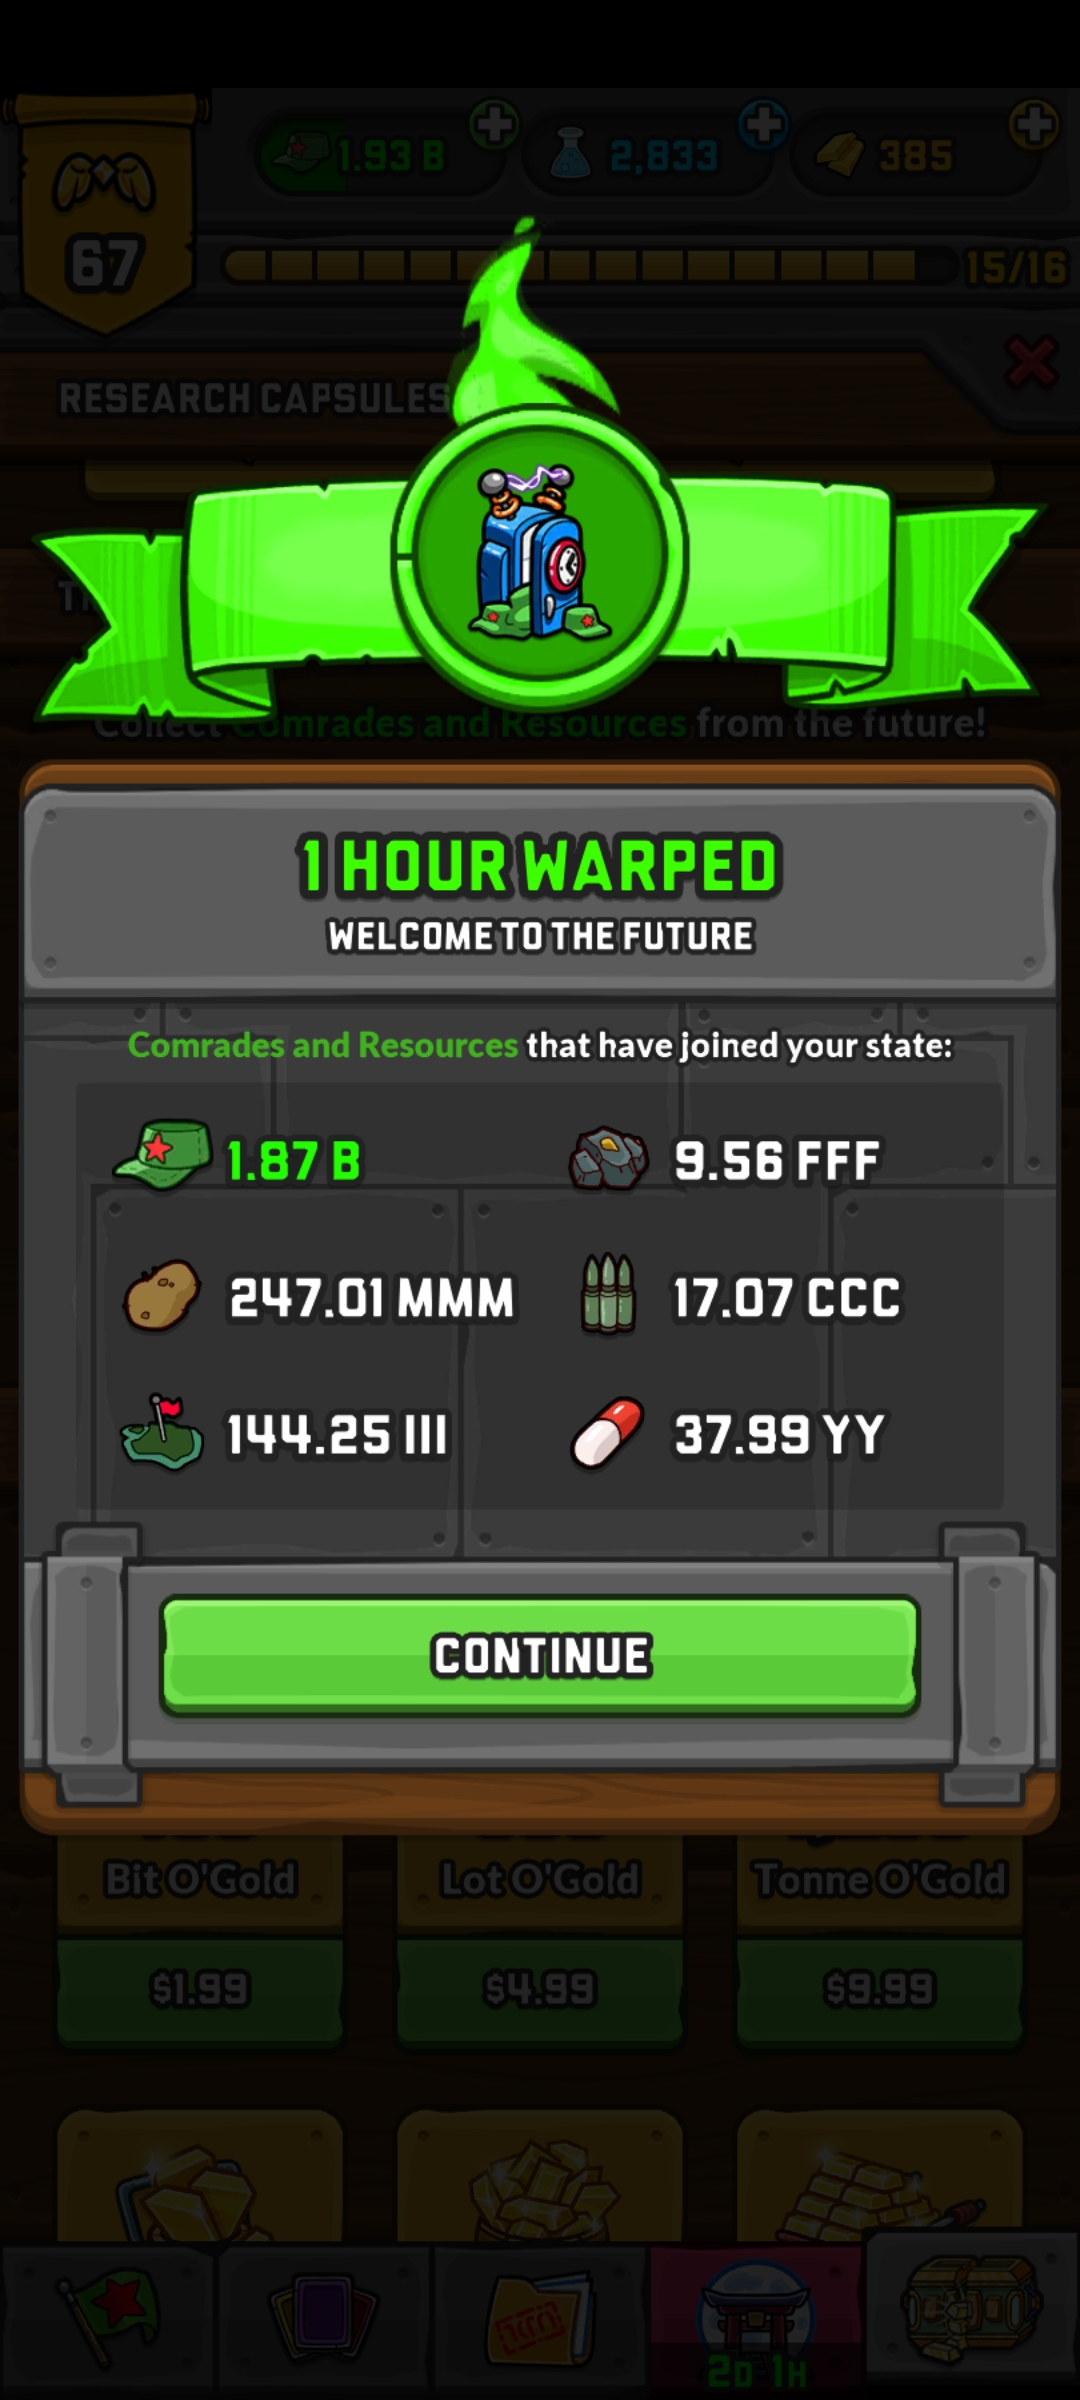 1.93 B
2,833
385
67
15/16
RESEARCH CAPSULES
Collect Comrades and Resources from the future!
1 HOUR WARPED
WELCOME TO THE FUTURE
Comrades and Resources that have joined your state:
1.87 B
9.56 FFF
247.01 MMM
17.07 CCC
144.25 III
37.99 YY
CONTINUE
Bit O'Gold
Lot O'Gold
Tonne O'Gold
$1.99
$4.99
$9.99
2D 1H